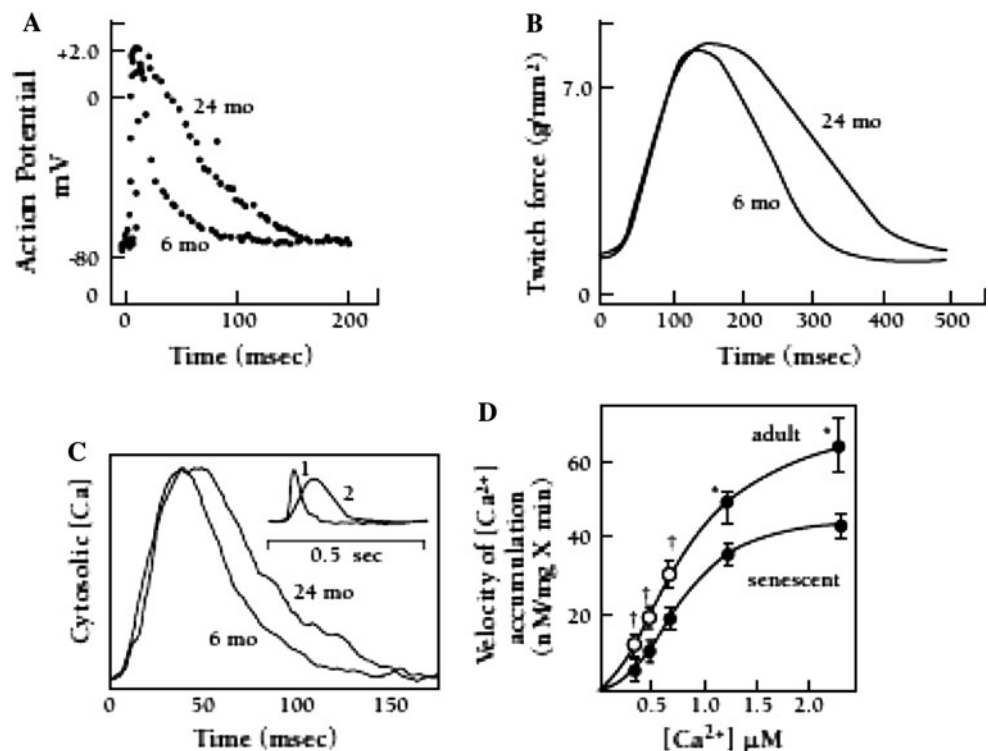 A
Action Potential
mV
+2.0
0
-80
0
24 mo
6 mo
0
100
200
Time (msec)
B
Twitch force (g/mm²)
7.0
0
24 mo
6 mo
0
100
200
300
400
500
Time (msec)
C
Cytosolic [Ca]
1
2
0.5 sec
24 mo
6 mo
0
50
100
150
Time (msec)
D
Velocity of [Ca²⁺]
accumulation
(n M/mg X min)
60
40
20
0
adult
*
*
†
†
†
senescent
0.5
1.0
1.5
2.0
[Ca²⁺] μM